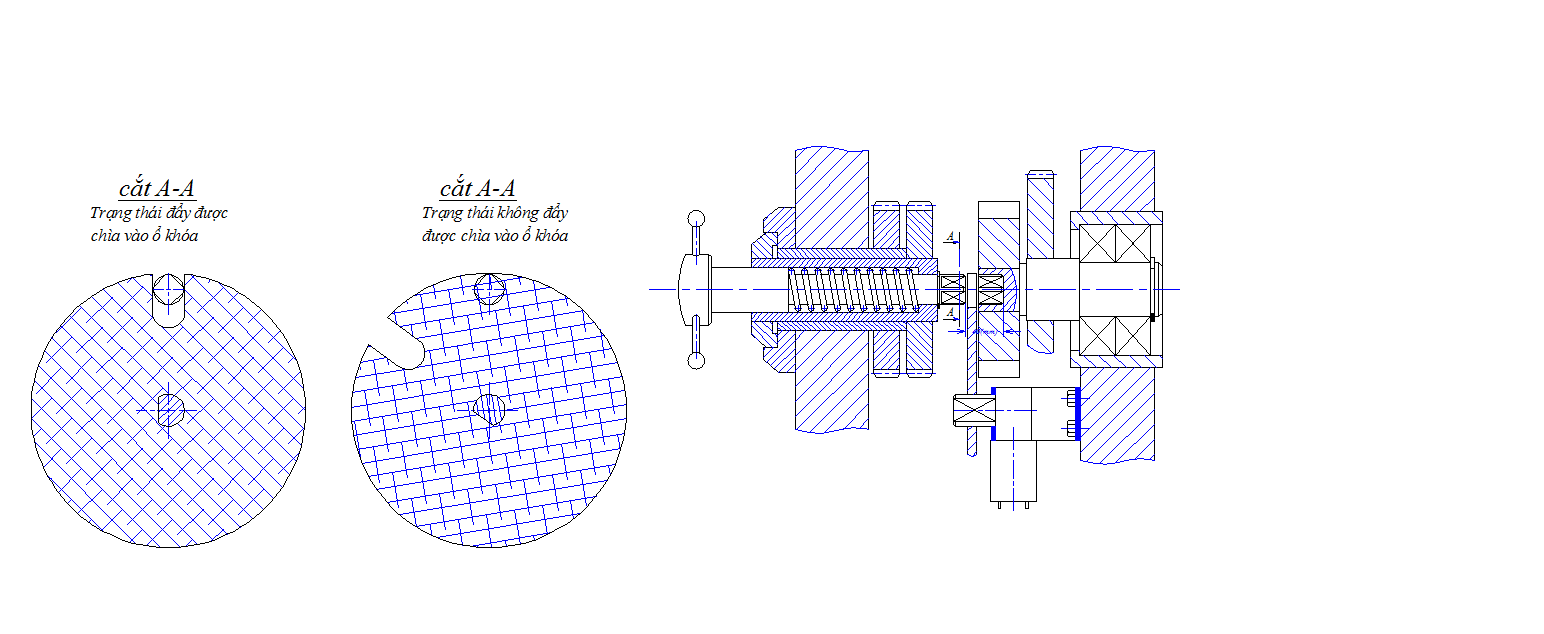 cắt A-A
Trạng thái đẩy được
chìa vào ổ khóa
cắt A-A
Trạng thái không đẩy
được chìa vào ổ khóa
A
A